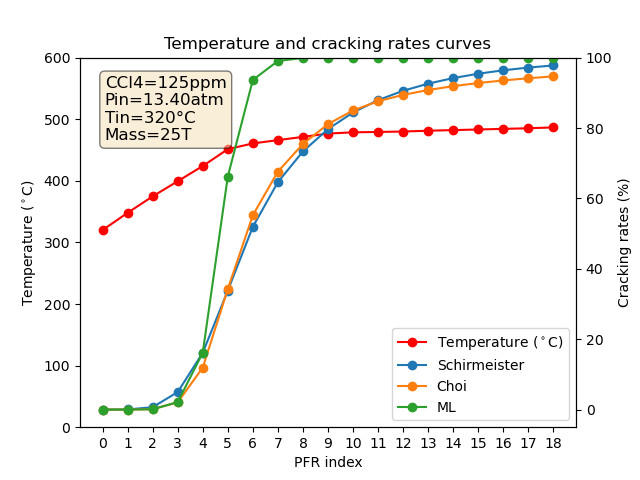 Temperature and cracking rates curves
CCl4=125ppm
Pin=13.40atm
Tin=320°C
Mass=25T
Temperature (°C)
600
500
400
300
200
100
0
100
80
60
40
20
0
Cracking rates (%)
Temperature (°C)
Schirmeister
Choi
ML
0 1 2 3 4 5 6 7 8 9 10 11 12 13 14 15 16 17 18
PFR index